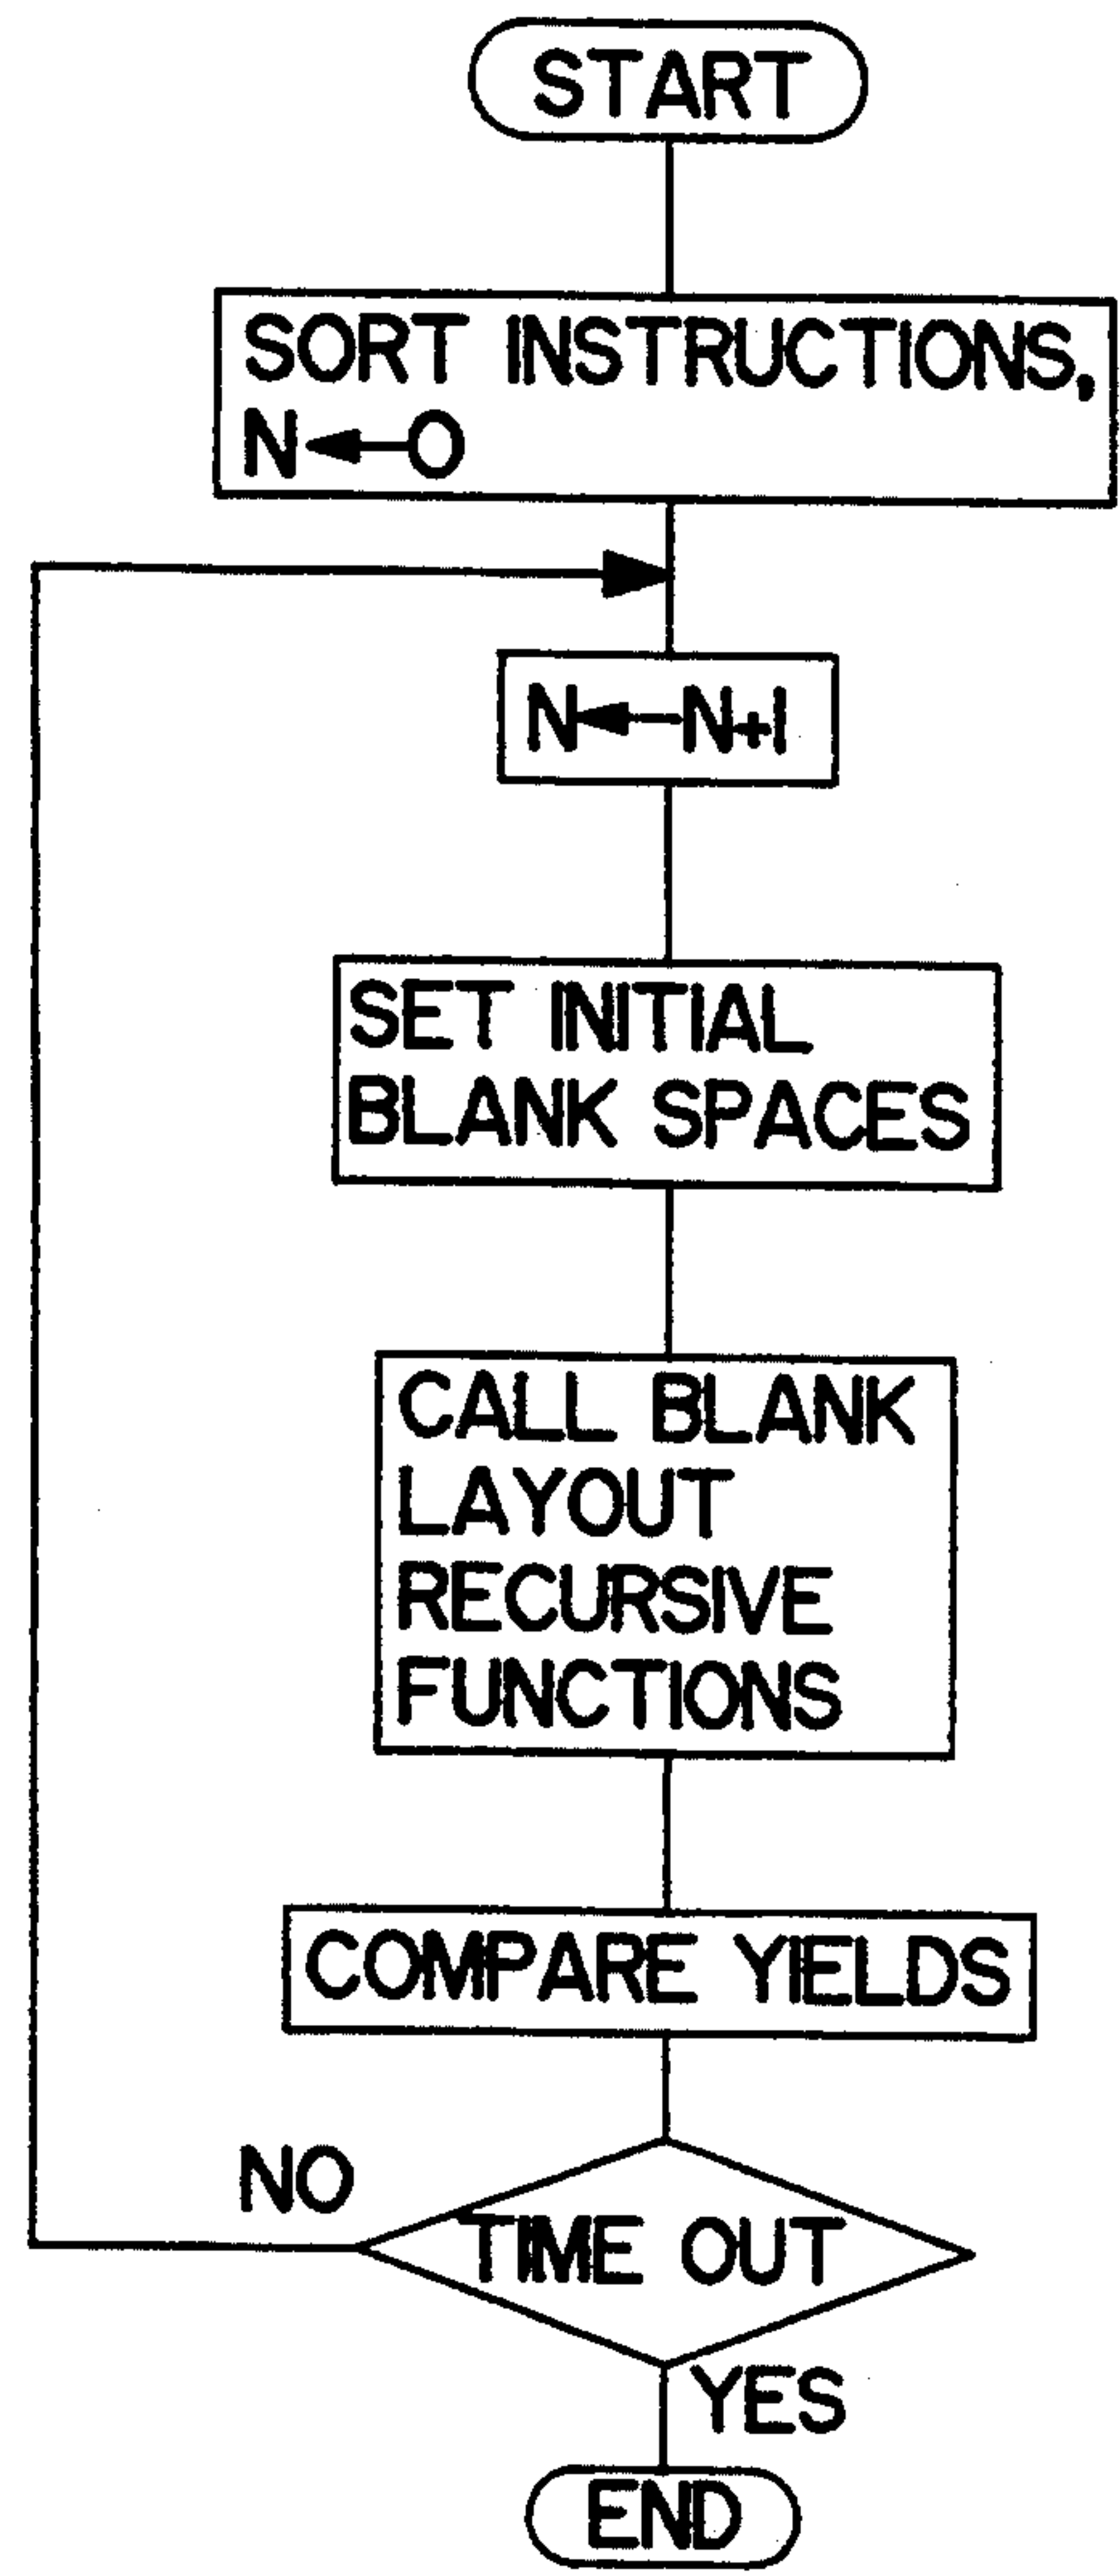 START
SORT INSTRUCTIONS,
N←O
N←N+1
SET INITIAL
BLANK SPACES
CALL BLANK
LAYOUT
RECURSIVE
FUNCTIONS
COMPARE YIELDS
NO
TIME OUT
YES
END